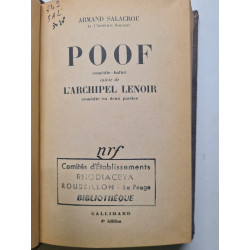 ARMAND SALACROU
de l'Académie Goncourt
POOF
comédie-ballet
suivie de
L'ARCHIPEL LENOIR
comédie en deux parties
nrf
Comités d'établissements
RHODIACETA
ROUSSILLON - Le Péage
BIBLIOTHÈQUE
GALLIMARD